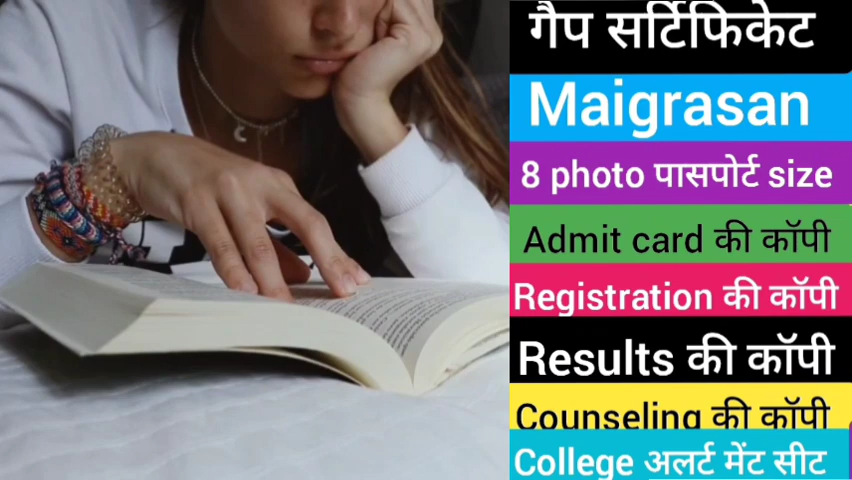 गैप सर्टिफिकेट
Maigrasan
8 photo पासपोर्ट size
Admit card की कॉपी
Registration की कॉपी
Results की कॉपी
Counseling की कॉपी
College अलर्ट मेंट सीट